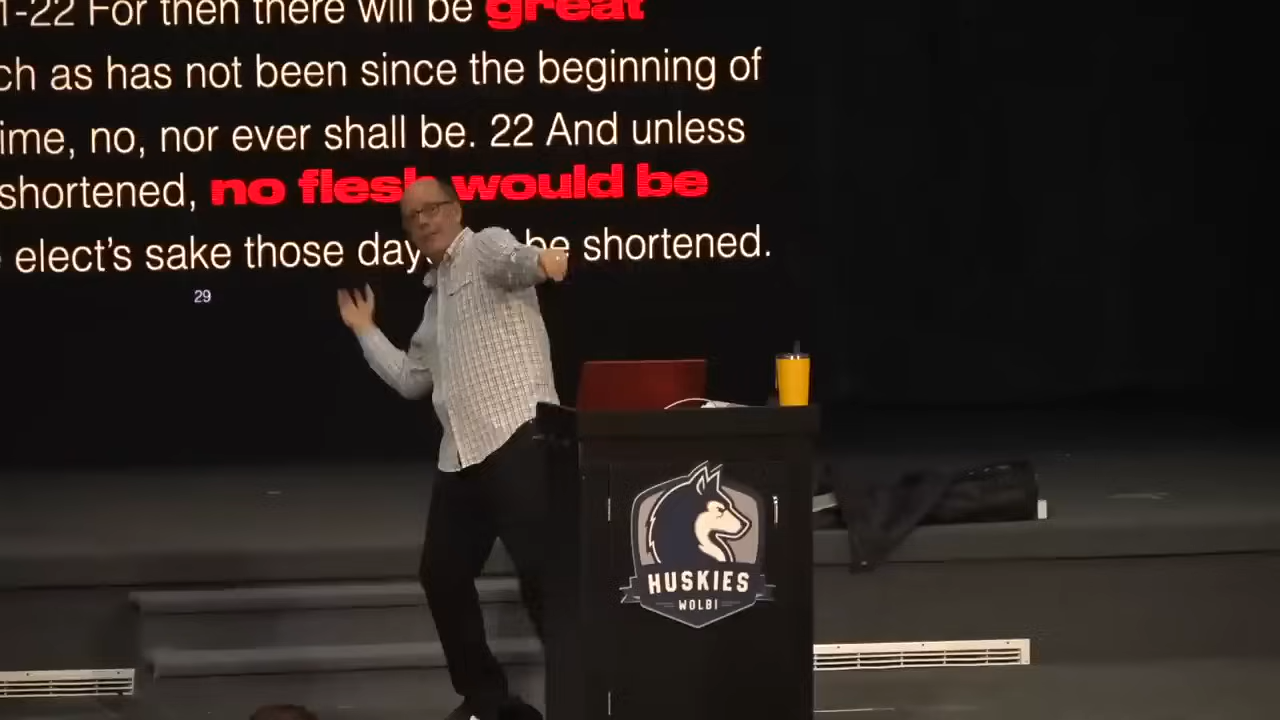 1-22 For then there will be great
ch as has not been since the beginning of
ime, no, nor ever shall be. 22 And unless
shortened, no flesh would be
elect's sake those day be shortened.
29
HUSKIES
WOLBI